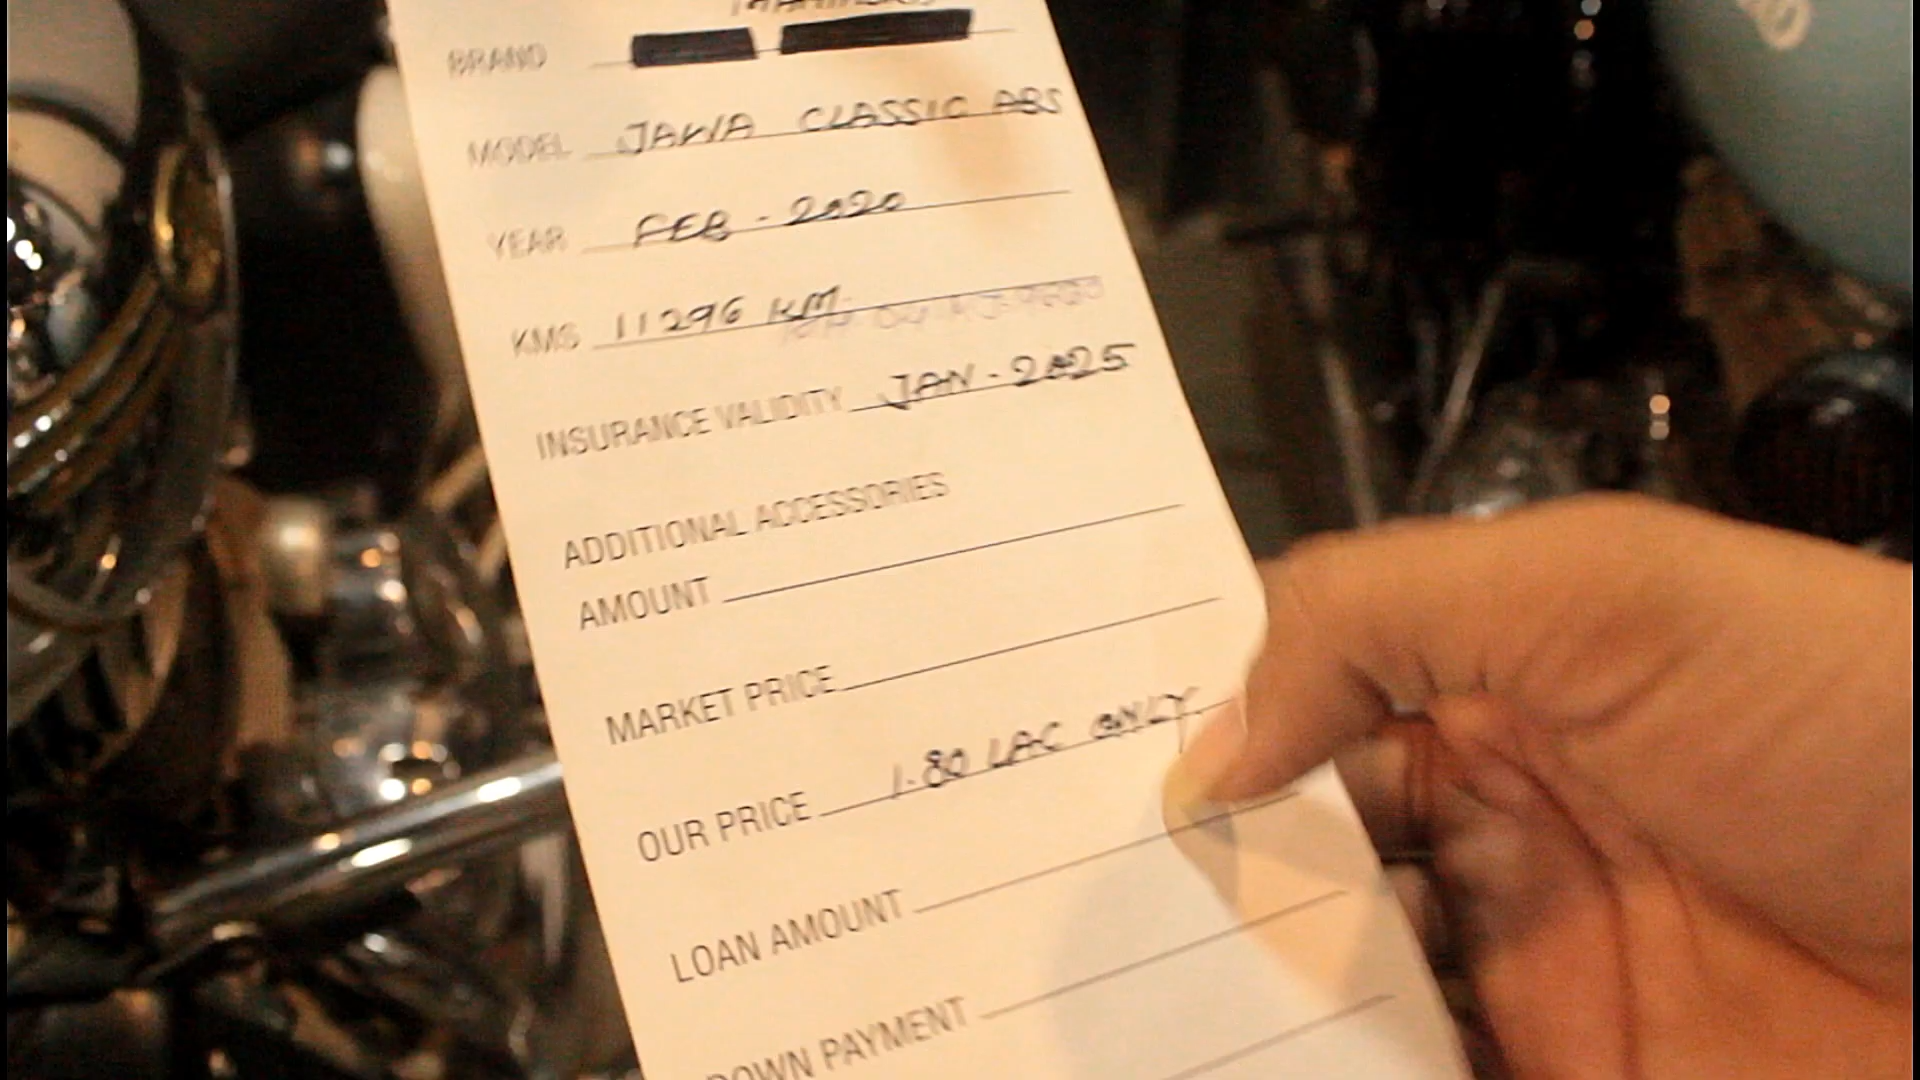 BRAND
MODEL JAWA CLASSIC ABS
YEAR FEB - 2020
KMS 11296 KM.
INSURANCE VALIDITY JAN - 2025
ADDITIONAL ACCESSORIES
AMOUNT
MARKET PRICE
OUR PRICE 1.80 LAC ONLY.
LOAN AMOUNT
DOWN PAYMENT